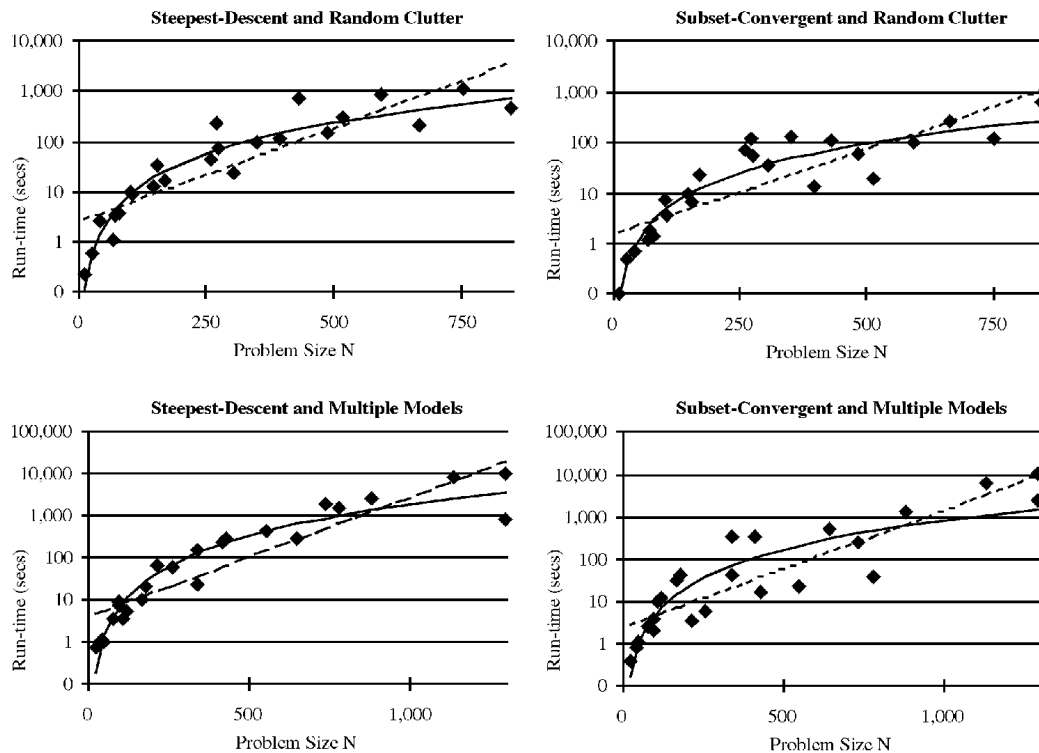 Steepest-Descent and Random Clutter
10,000
1,000
100
10
1
0
Run-time (secs)
0 250 500 750
Problem Size N
Subset-Convergent and Random Clutter
10,000
1,000
100
10
1
0
Run-time (secs)
0 250 500 750
Problem Size N
Steepest-Descent and Multiple Models
100,000
10,000
1,000
100
10
1
0
Run-time (secs)
0 500 1,000
Problem Size N
Subset-Convergent and Multiple Models
100,000
10,000
1,000
100
10
1
0
Run-time (secs)
0 500 1,000
Problem Size N